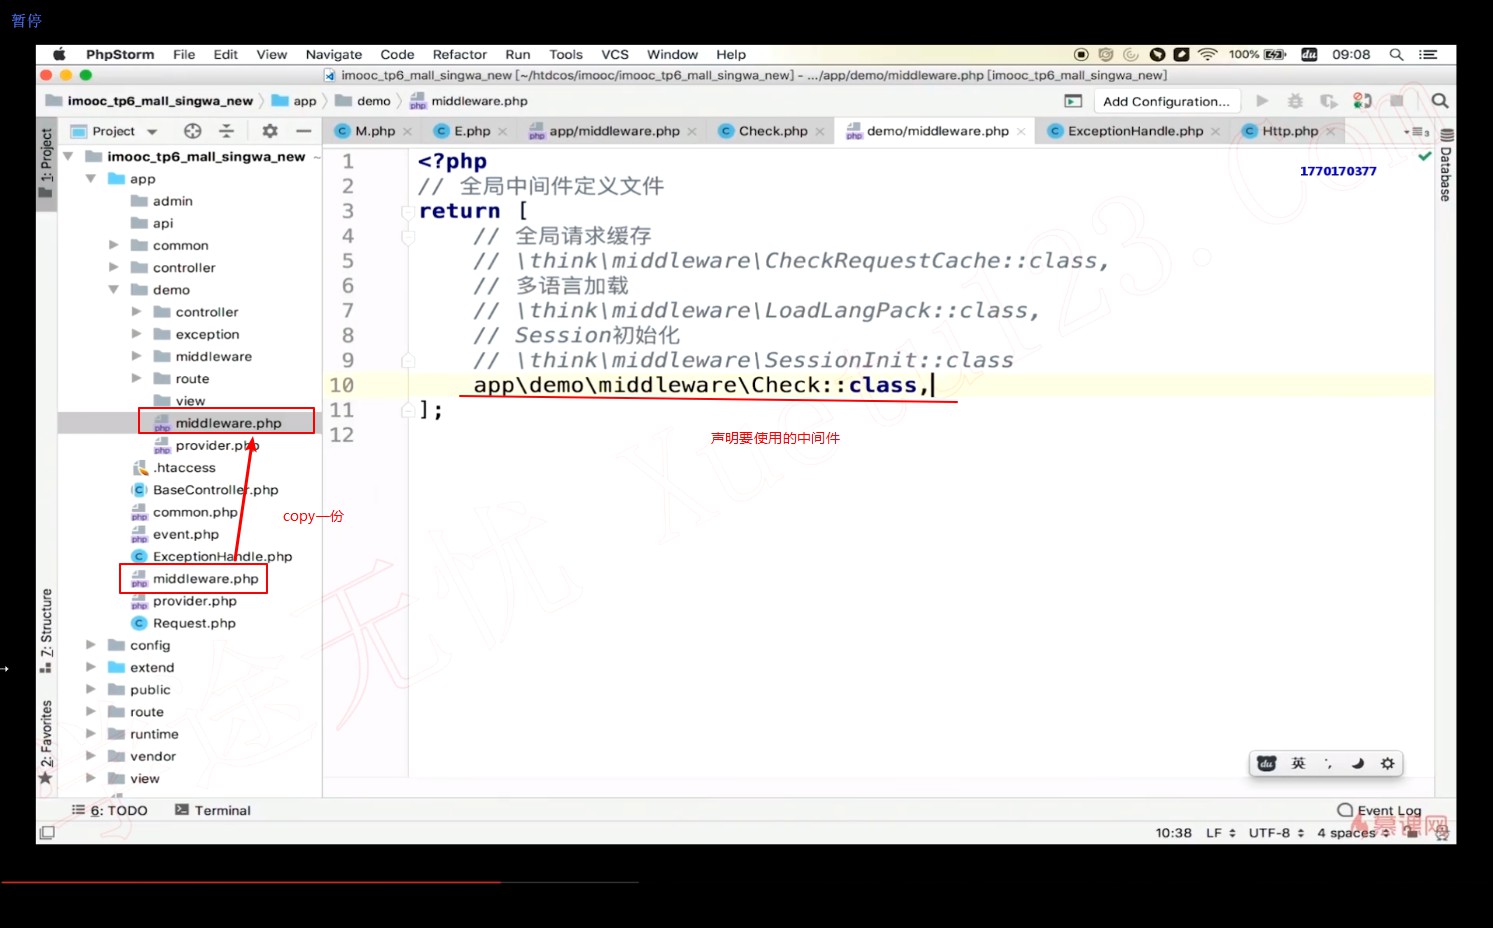 暂停
PhpStorm File Edit View Navigate Code Refactor Run Tools VCS Window Help 100% du 09:08
imooc_tp6_mall_singwa_new [~/htdcos/imooc/imooc_tp6_mall_singwa_new] - .../app/demo/middleware.php [imooc_tp6_mall_singwa_new]
imooc_tp6_mall_singwa_new app demo middleware.php Add Configuration...
Project M.php E.php app/middleware.php Check.php demo/middleware.php ExceptionHandle.php Http.php
1: Project
Database
imooc_tp6_mall_singwa_new ~
app
admin
api
common
controller
demo
controller
exception
middleware
route
view
middleware.php
provider.php
.htaccess
BaseController.php
common.php
event.php
ExceptionHandle.php
middleware.php
provider.php
Request.php
config
extend
public
route
runtime
vendor
view
7: Structure
2: Favorites
1 <?php
2 // 全局中间件定义文件
3 return [
4 // 全局请求缓存
5 // \think\middleware\CheckRequestCache::class,
6 // 多语言加载
7 // \think\middleware\LoadLangPack::class,
8 // Session初始化
9 // \think\middleware\SessionInit::class
10 app\demo\middleware\Check::class,
11 ];
12
1770170377
声明要使用的中间件
copy一份
du 英
6: TODO Terminal Event Log
10:38 LF UTF-8 4 spaces
慕课网